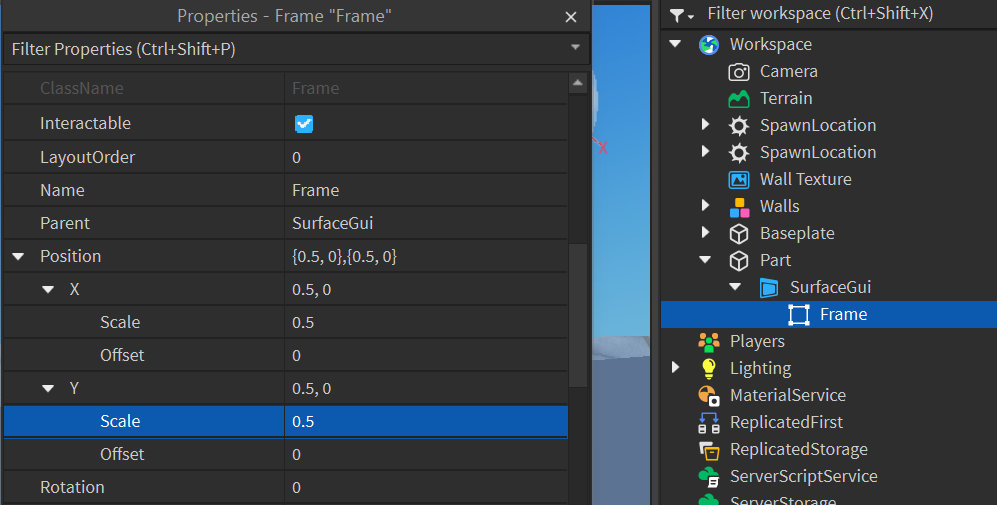 Properties - Frame "Frame"
Filter Properties (Ctrl+Shift+P)
ClassName Frame
Interactable
LayoutOrder 0
Name Frame
Parent SurfaceGui
Position {0.5, 0},{0.5, 0}
X 0.5, 0
Scale 0.5
Offset 0
Y 0.5, 0
Scale 0.5
Offset 0
Rotation 0
X
Filter workspace (Ctrl+Shift+X)
Workspace
Camera
Terrain
SpawnLocation
SpawnLocation
Wall Texture
Walls
Baseplate
Part
SurfaceGui
Frame
Players
Lighting
MaterialService
ReplicatedFirst
ReplicatedStorage
ServerScriptService
ServerStorage